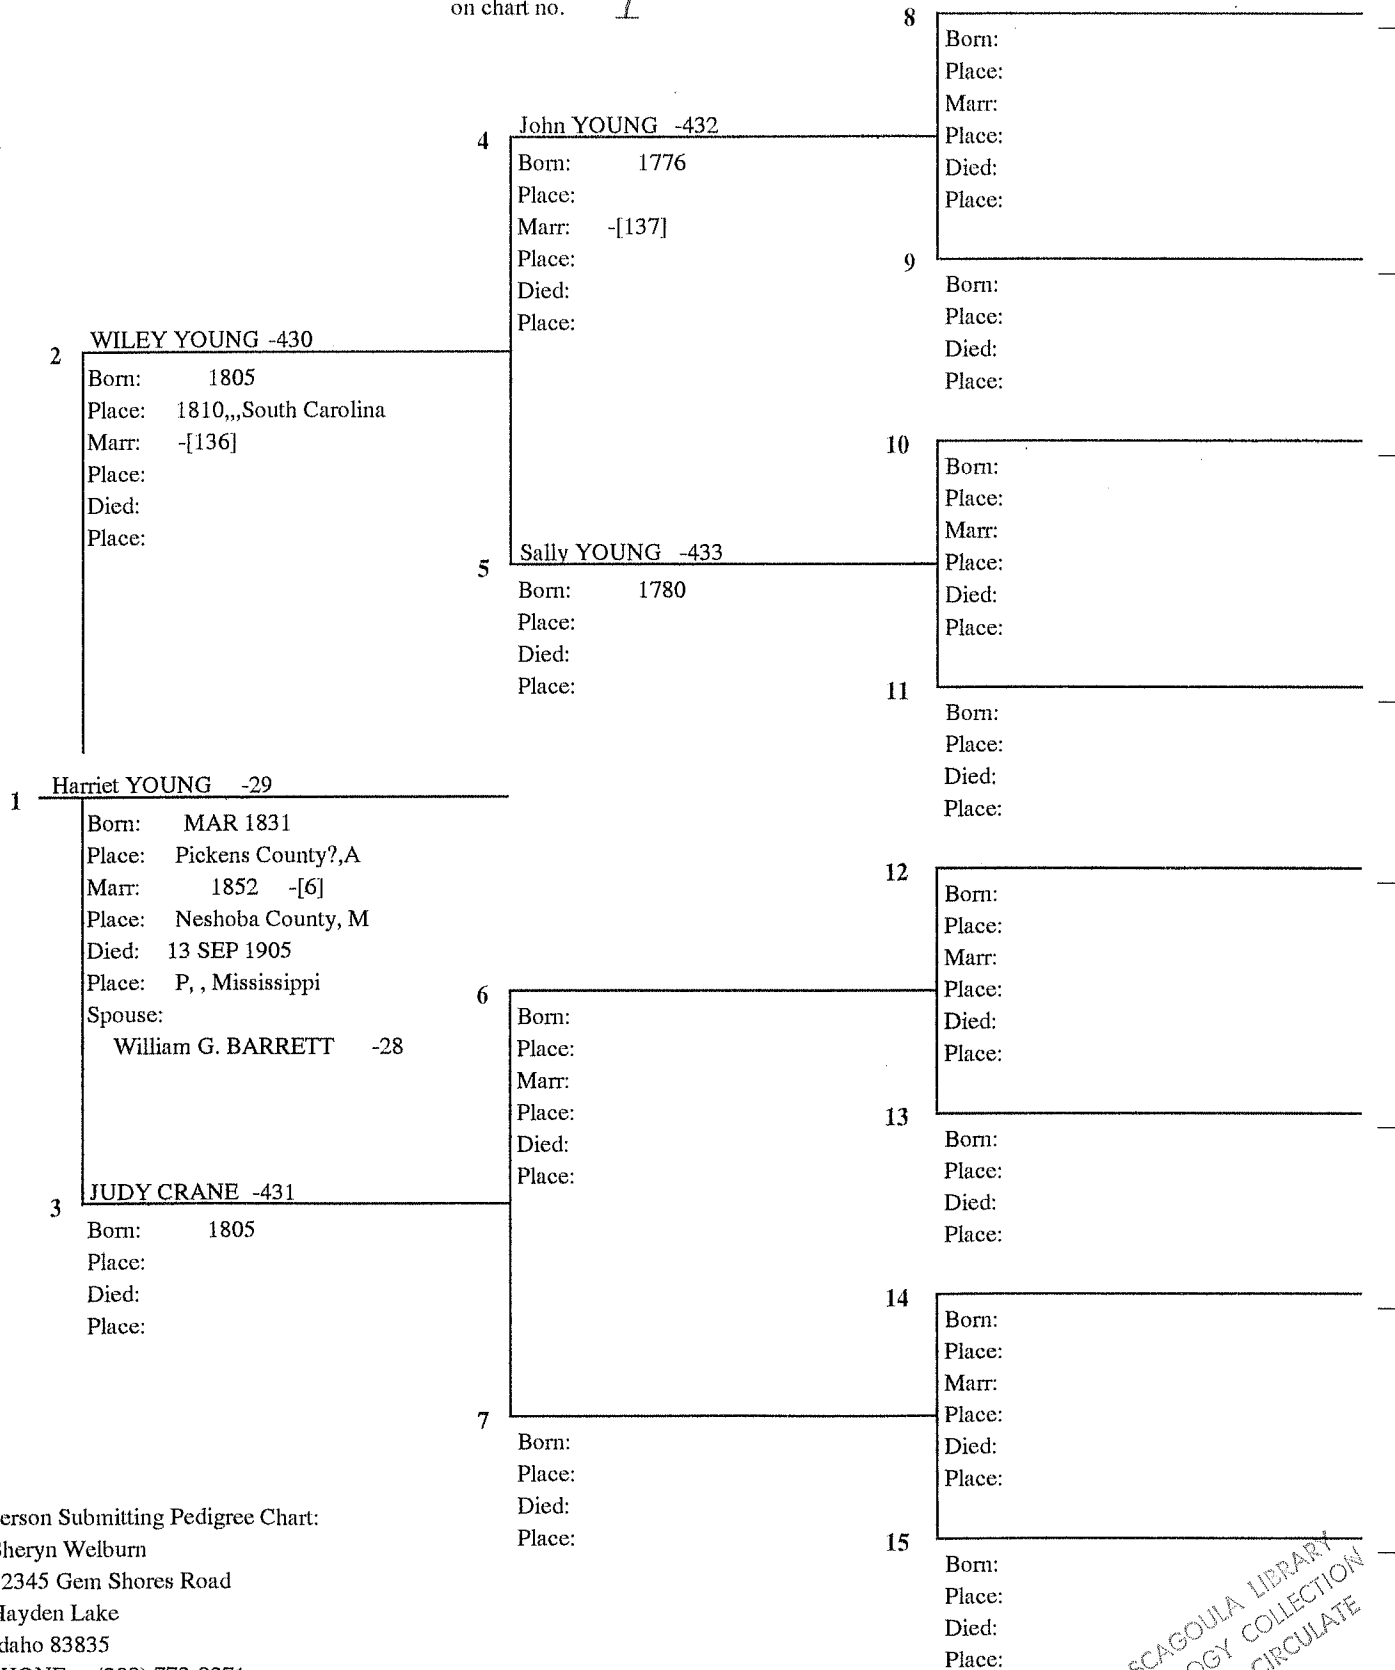 on chart no. 1
8
Born:
Place:
Marr:
Place:
Died:
Place:
4 John YOUNG -432
Born: 1776
Place:
Marr: -[137]
Place:
Died:
Place:
9
Born:
Place:
Died:
Place:
2 WILEY YOUNG -430
Born: 1805
Place: 1810,,,South Carolina
Marr: -[136]
Place:
Died:
Place:
10
Born:
Place:
Marr:
Place:
Died:
Place:
5 Sally YOUNG -433
Born: 1780
Place:
Died:
Place:
11
Born:
Place:
Died:
Place:
1 Harriet YOUNG -29
Born: MAR 1831
Place: Pickens County?,A
Marr: 1852 -[6]
Place: Neshoba County, M
Died: 13 SEP 1905
Place: P, , Mississippi
Spouse:
William G. BARRETT -28
12
Born:
Place:
Marr:
Place:
Died:
Place:
6
Born:
Place:
Marr:
Place:
Died:
Place:
13
Born:
Place:
Died:
Place:
3 JUDY CRANE -431
Born: 1805
Place:
Died:
Place:
14
Born:
Place:
Marr:
Place:
Died:
Place:
7
Born:
Place:
Died:
Place:
15
Born:
Place:
Died:
Place:
erson Submitting Pedigree Chart:
heryn Welburn
2345 Gem Shores Road
Hayden Lake
daho 83835
SCAGOULA LIBRARY
OGY COLLECTION
CIRCULATE